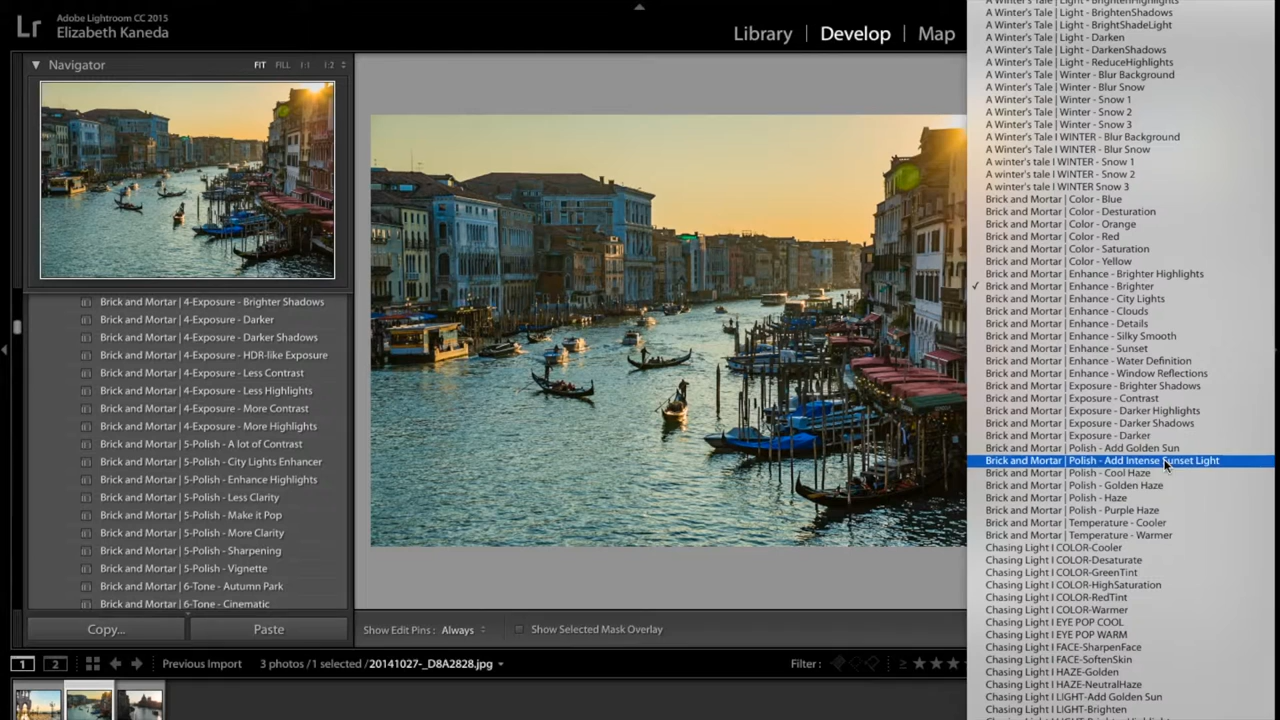 Lr
Adobe Lightroom CC 2015
Elizabeth Kaneda
Library | Develop | Map
Navigator
FIT FILL 1:1 1:2
Brick and Mortar | 4-Exposure - Brighter Shadows
Brick and Mortar | 4-Exposure - Darker
Brick and Mortar | 4-Exposure - Darker Shadows
Brick and Mortar | 4-Exposure - HDR-like Exposure
Brick and Mortar | 4-Exposure - Less Contrast
Brick and Mortar | 4-Exposure - Less Highlights
Brick and Mortar | 4-Exposure - More Contrast
Brick and Mortar | 4-Exposure - More Highlights
Brick and Mortar | 5-Polish - A lot of Contrast
Brick and Mortar | 5-Polish - City Lights Enhancer
Brick and Mortar | 5-Polish - Enhance Highlights
Brick and Mortar | 5-Polish - Less Clarity
Brick and Mortar | 5-Polish - Make it Pop
Brick and Mortar | 5-Polish - More Clarity
Brick and Mortar | 5-Polish - Sharpening
Brick and Mortar | 5-Polish - Vignette
Brick and Mortar | 6-Tone - Autumn Park
Brick and Mortar | 6-Tone - Cinematic
Copy...
Paste
Show Edit Pins : Always
Show Selected Mask Overlay
1 2
Previous Import
3 photos/1 selected /20141027-_D8A2828.jpg
Filter :
A Winter's Tale | Light - BrightenHighlights
A Winter's Tale | Light - BrightenShadows
A Winter's Tale | Light - BrightShadeLight
A Winter's Tale | Light - Darken
A Winter's Tale | Light - DarkenShadows
A Winter's Tale | Light - ReduceHighlights
A Winter's Tale | Winter - Blur Background
A Winter's Tale | Winter - Blur Snow
A Winter's Tale | Winter - Snow 1
A Winter's Tale | Winter - Snow 2
A Winter's Tale | Winter - Snow 3
A Winter's Tale I WINTER - Blur Background
A Winter's Tale I WINTER - Blur Snow
A winter's tale I WINTER - Snow 1
A winter's tale I WINTER - Snow 2
A winter's tale I WINTER Snow 3
Brick and Mortar | Color - Blue
Brick and Mortar | Color - Desturation
Brick and Mortar | Color - Orange
Brick and Mortar | Color - Red
Brick and Mortar | Color - Saturation
Brick and Mortar | Color - Yellow
Brick and Mortar | Enhance - Brighter Highlights
✓ Brick and Mortar | Enhance - Brighter
Brick and Mortar | Enhance - City Lights
Brick and Mortar | Enhance - Clouds
Brick and Mortar | Enhance - Details
Brick and Mortar | Enhance - Silky Smooth
Brick and Mortar | Enhance - Sunset
Brick and Mortar | Enhance - Water Definition
Brick and Mortar | Enhance - Window Reflections
Brick and Mortar | Exposure - Brighter Shadows
Brick and Mortar | Exposure - Contrast
Brick and Mortar | Exposure - Darker Highlights
Brick and Mortar | Exposure - Darker Shadows
Brick and Mortar | Exposure - Darker
Brick and Mortar | Polish - Add Golden Sun
Brick and Mortar | Polish - Add Intense Sunset Light
Brick and Mortar | Polish - Cool Haze
Brick and Mortar | Polish - Golden Haze
Brick and Mortar | Polish - Haze
Brick and Mortar | Polish - Purple Haze
Brick and Mortar | Temperature - Cooler
Brick and Mortar | Temperature - Warmer
Chasing Light I COLOR-Cooler
Chasing Light I COLOR-Desaturate
Chasing Light I COLOR-GreenTint
Chasing Light I COLOR-HighSaturation
Chasing Light I COLOR-RedTint
Chasing Light I COLOR-Warmer
Chasing Light I EYE POP COOL
Chasing Light I EYE POP WARM
Chasing Light I FACE-SharpenFace
Chasing Light I FACE-SoftenSkin
Chasing Light I HAZE-Golden
Chasing Light I HAZE-NeutralHaze
Chasing Light I LIGHT-Add Golden Sun
Chasing Light I LIGHT-Brighten